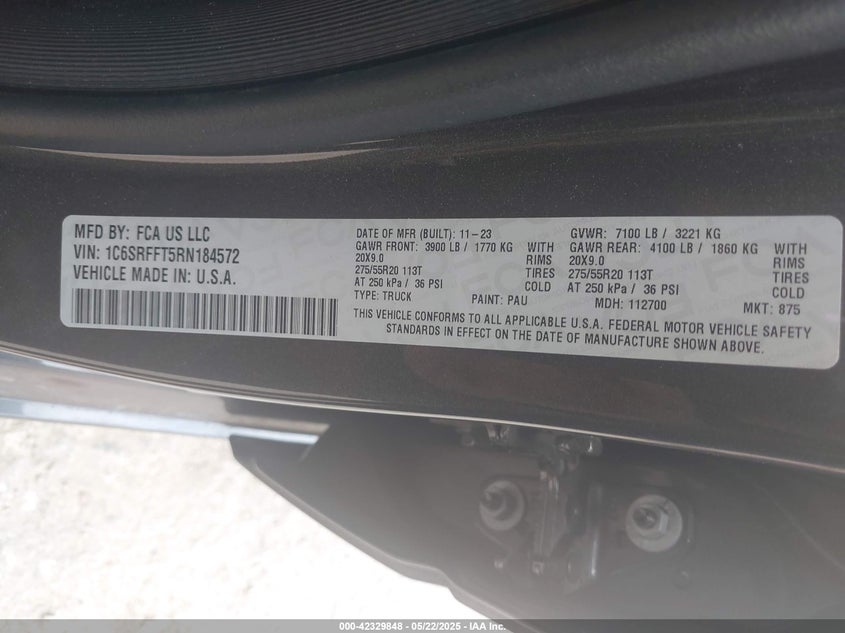 MFD BY: FCA US LLC
VIN: 1C6SRFFT5RN184572
VEHICLE MADE IN: U.S.A.
DATE OF MFR (BUILT): 11-23 GVWR: 7100 LB / 3221 KG
GAWR FRONT: 3900 LB / 1770 KG 1C GAWR REAR: 4100 LB / 1860 KG 1C
20X9.0 RIMS 20X9.0 RIMS
275/55R20 113T TIRES 275/55R20 113T TIRES
AT 250 kPa / 36 PSI COLD AT 250 kPa / 36 PSI COLD
TYPE: TRUCK PAINT: PAU MDH: 112700 MKT: 875
THIS VEHICLE CONFORMS TO ALL APPLICABLE U.S.A. FEDERAL MOTOR VEHICLE SAFETY
STANDARDS IN EFFECT ON THE DATE OF MANUFACTURE SHOWN ABOVE.
000-42329848 - 05/22/2025 - IAA Inc.